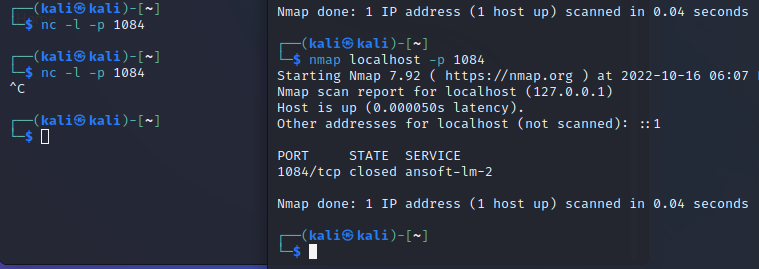 ┌──(kali㉿kali)-[~]
└─$ nc -l -p 1084
┌──(kali㉿kali)-[~]
└─$ nc -l -p 1084
^C
┌──(kali㉿kali)-[~]
└─$
Nmap done: 1 IP address (1 host up) scanned in 0.04 seconds
┌──(kali㉿kali)-[~]
└─$ nmap localhost -p 1084
Starting Nmap 7.92 ( https://nmap.org ) at 2022-10-16 06:07
Nmap scan report for localhost (127.0.0.1)
Host is up (0.000050s latency).
Other addresses for localhost (not scanned): ::1
PORT     STATE  SERVICE
1084/tcp closed ansoft-lm-2
Nmap done: 1 IP address (1 host up) scanned in 0.04 seconds
┌──(kali㉿kali)-[~]
└─$